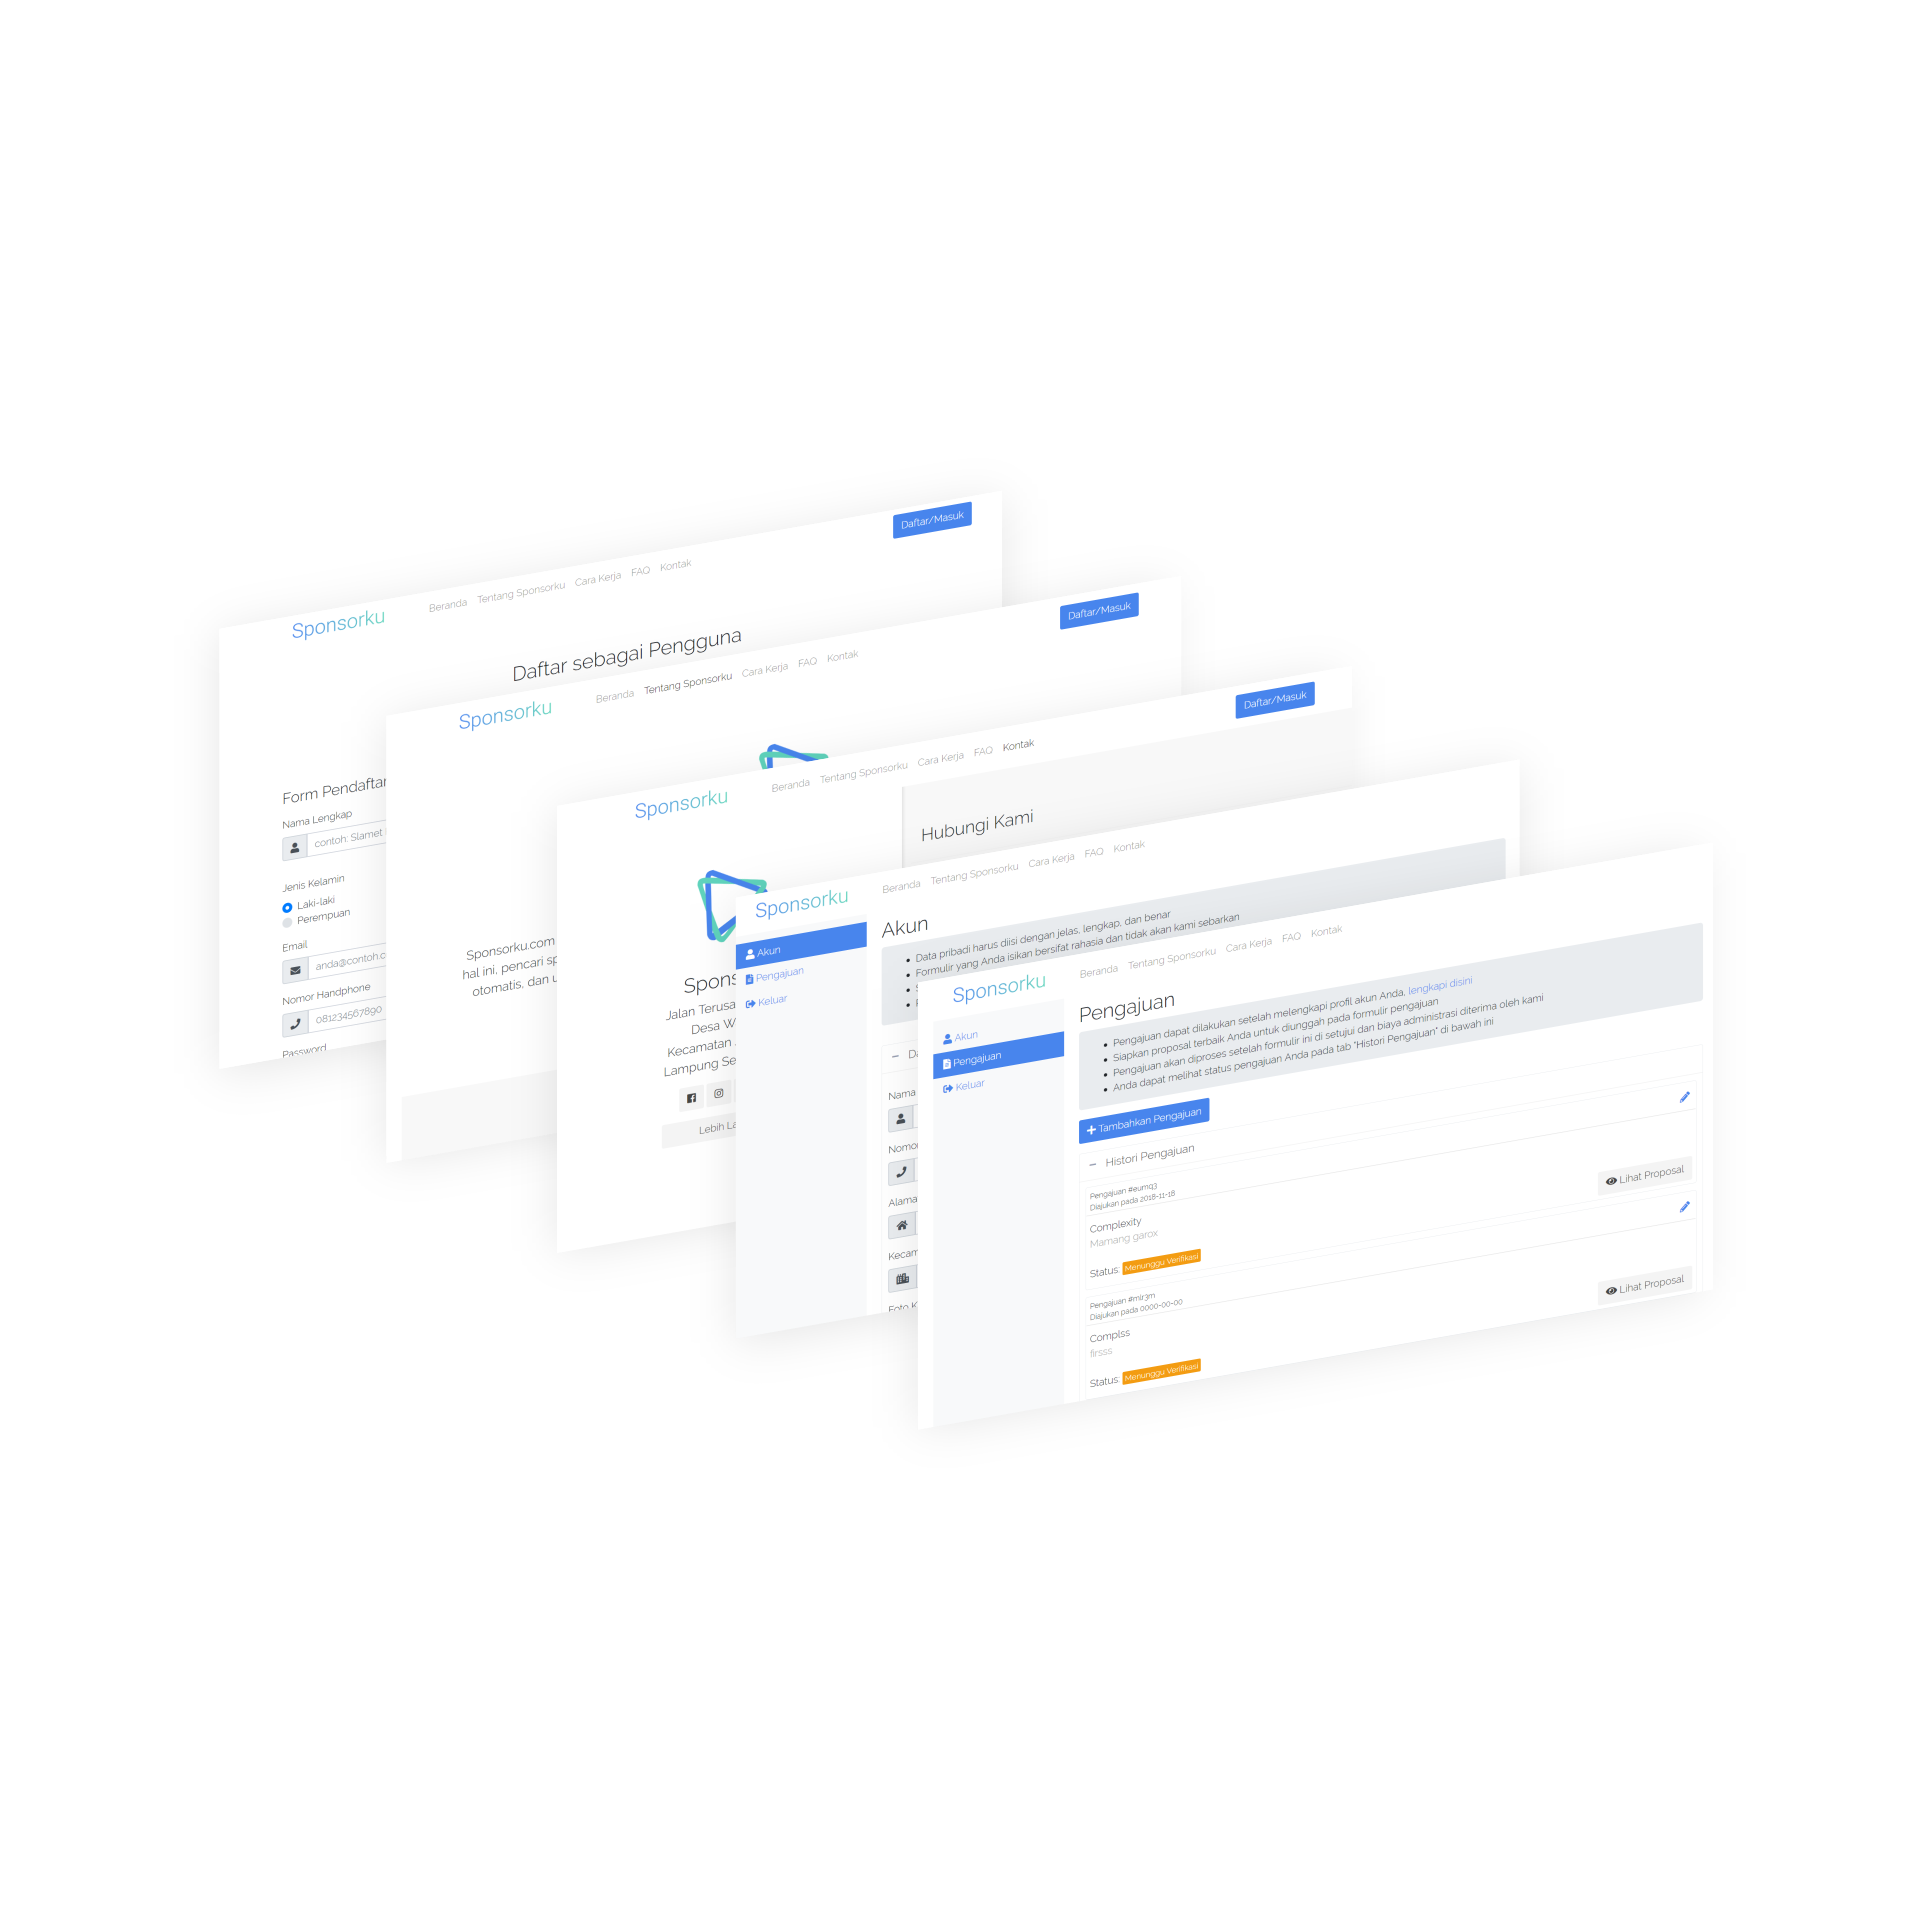 Sponsorku
Beranda Tentang Sponsorku Cara Kerja FAQ Kontak
Daftar/Masuk
Daftar sebagai Pengguna
Form Pendaftar
Nama Lengkap
contoh: Slamet
Jenis Kelamin
Laki-laki
Perempuan
Email
anda@contoh.c
Nomor Handphone
081234567890
Password
Sponsorku
Beranda Tentang Sponsorku Cara Kerja FAQ Kontak
Daftar/Masuk
Sponsorku.com
hal ini, pencari sp
otomatis, dan u
Sponsorku
Beranda Tentang Sponsorku Cara Kerja FAQ Kontak
Daftar/Masuk
Hubungi Kami
Spons
Jalan Terusa
Desa W
Kecamatan
Lampung Se
Lebih La
Sponsorku
Beranda Tentang Sponsorku Cara Kerja FAQ Kontak
Akun
Pengajuan
Keluar
Akun
Data pribadi harus diisi dengan jelas, lengkap, dan benar
Formulir yang Anda isikan bersifat rahasia dan tidak akan kami sebarkan
Nama
Nomor
Alama
Kecam
Foto K
Sponsorku
Beranda Tentang Sponsorku Cara Kerja FAQ Kontak
Akun
Pengajuan
Keluar
Pengajuan
Pengajuan dapat dilakukan setelah melengkapi profil akun Anda, lengkapi disini
Siapkan proposal terbaik Anda untuk diunggah pada formulir pengajuan
Pengajuan akan diproses setelah formulir ini di setujui dan biaya administrasi diterima oleh kami
Anda dapat melihat status pengajuan Anda pada tab "Histori Pengajuan" di bawah ini
Tambahkan Pengajuan
Histori Pengajuan
Pengajuan #eumq3
Diajukan pada 2018-11-18
Complexity
Mamang garox
Status: Menunggu Verifikasi
Lihat Proposal
Pengajuan #mlr3m
Diajukan pada 0000-00-00
Complss
firsss
Status: Menunggu Verifikasi
Lihat Proposal